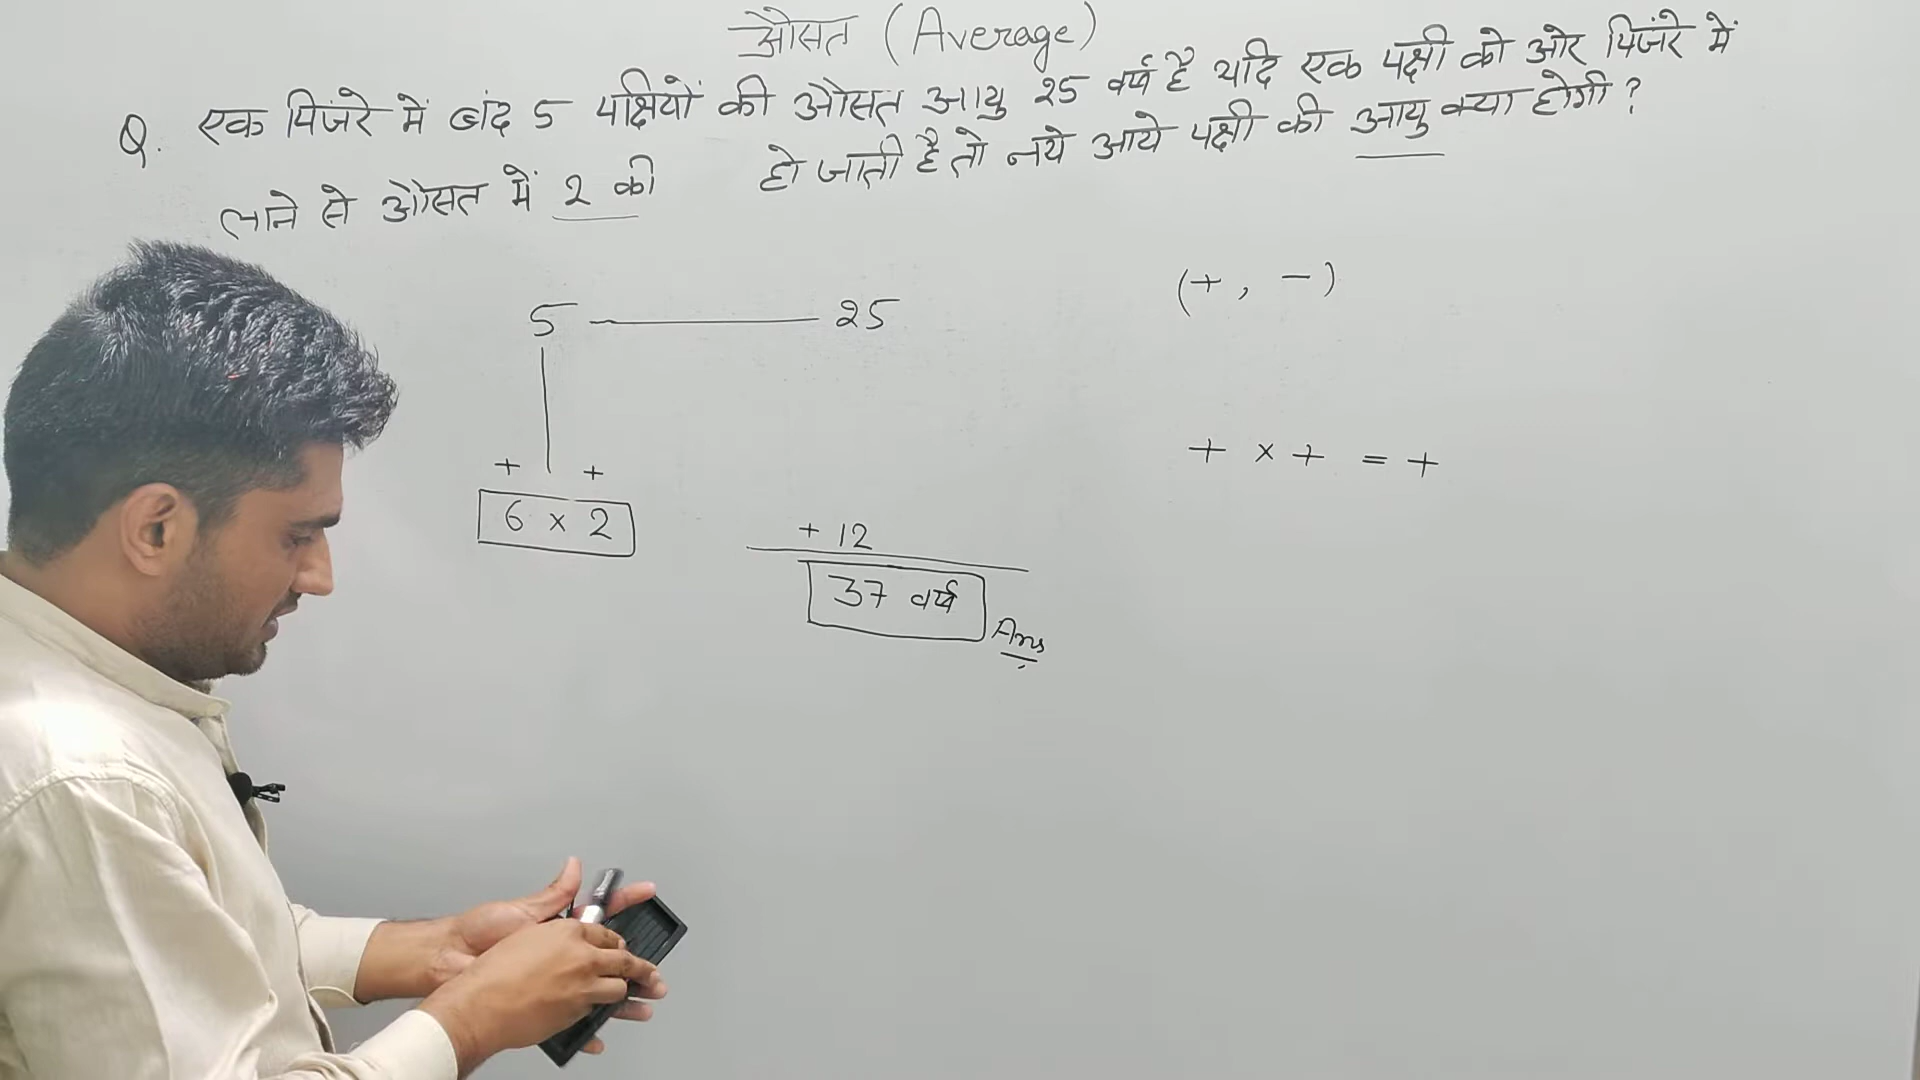 औसत (Average)
Q. एक पिंजरे में बंद 5 पक्षियों की औसत आयु 25 वर्ष है यदि एक पक्षी को ओर पिंजरे में
लाने से औसत में 2 की हो जाती है तो नये आये पक्षी की आयु क्या होगी ?
5 25
(+, -)
+ +
6 x 2
+ x + = +
+ 12
37 वर्ष
Ans